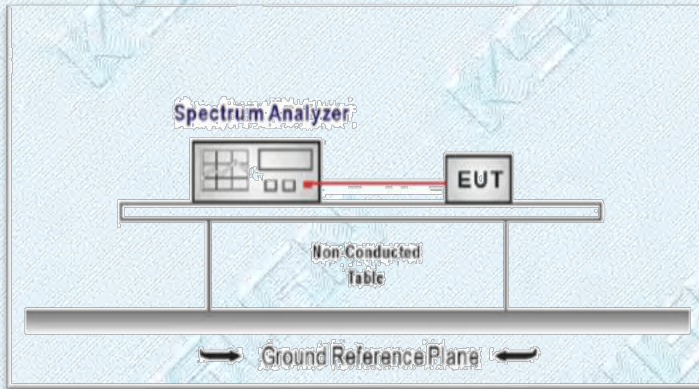 Spectrum Analyzer
EUT
Non-Conducted
Table
Ground Reference Plane